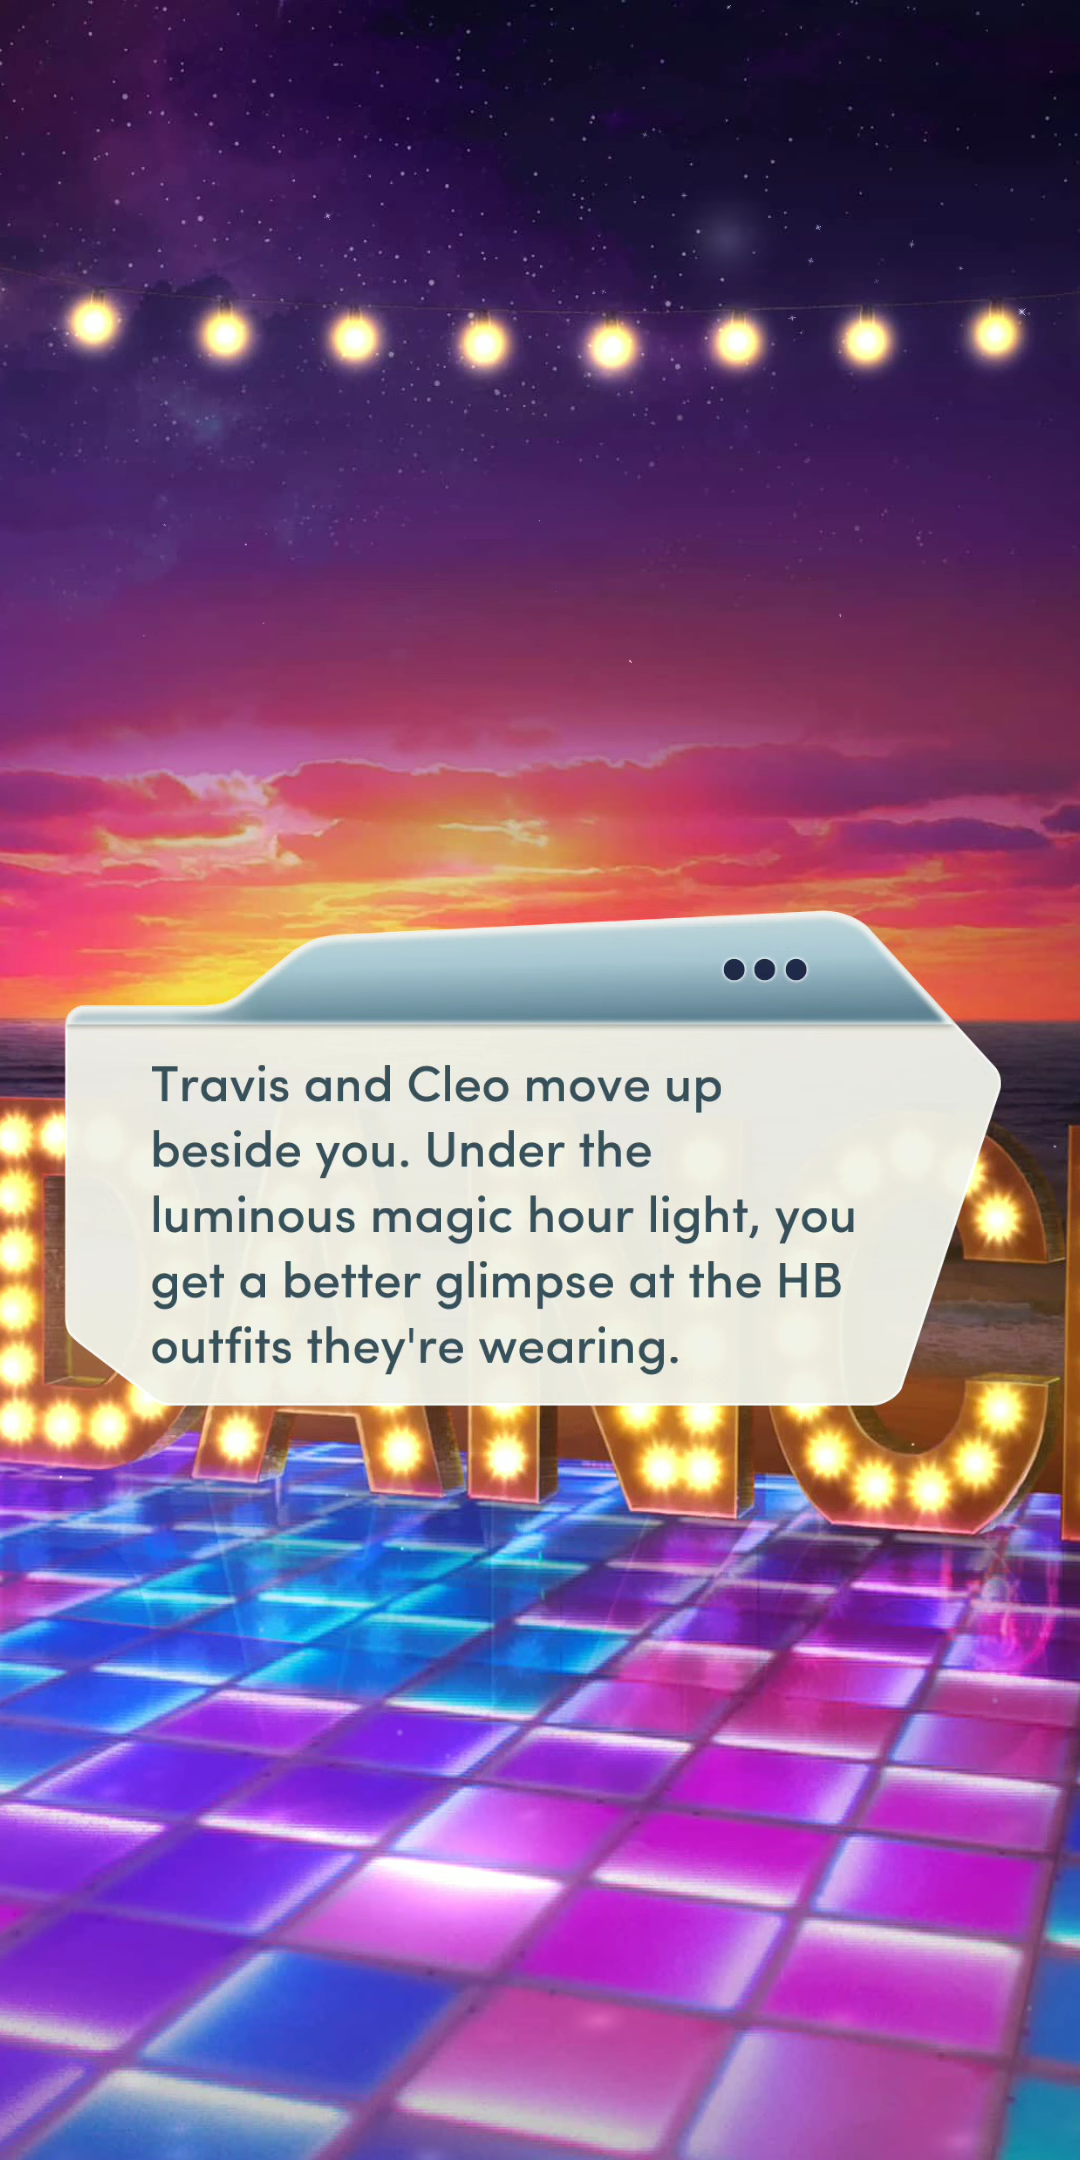 Travis and Cleo move up
beside you. Under the
luminous magic hour light, you
get a better glimpse at the HB
outfits they're wearing.
DANC